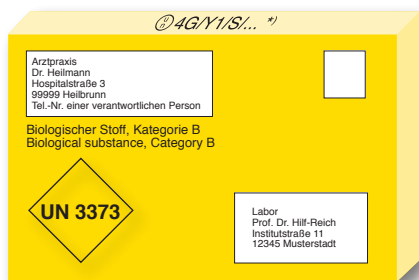 4G/Y1/S/... *)
Arztpraxis
Dr. Heilmann
Hospitalstraße 3
99999 Heilbrunn
Tel.-Nr. einer verantwortlichen Person
Biologischer Stoff, Kategorie B
Biological substance, Category B
UN 3373
Labor
Prof. Dr. Hilf-Reich
Institutstraße 11
12345 Musterstadt